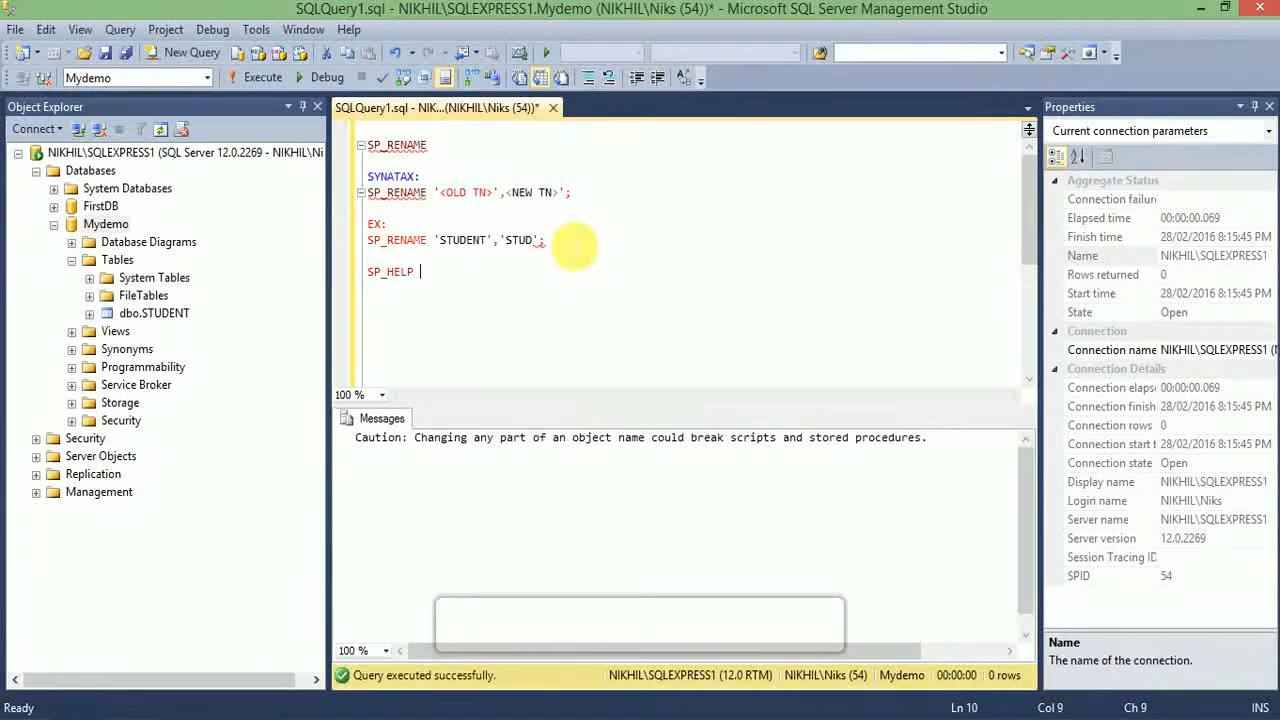 SQLQuery1.sql - NIKHIL\SQLEXPRESS1.Mydemo (NIKHIL\Niks (54))* - Microsoft SQL Server Management Studio
File Edit View Query Project Debug Tools Window Help
New Query
Mydemo Execute Debug
Object Explorer
Connect
NIKHIL\SQLEXPRESS1 (SQL Server 12.0.2269 - NIKHIL\Ni
Databases
System Databases
FirstDB
Mydemo
Database Diagrams
Tables
System Tables
FileTables
dbo.STUDENT
Views
Synonyms
Programmability
Service Broker
Storage
Security
Security
Server Objects
Replication
Management
SQLQuery1.sql - NIK...(NIKHIL\Niks (54))*
SP_RENAME
SYNATAX:
SP_RENAME '<OLD TN>',<NEW TN>';
EX:
SP_RENAME 'STUDENT','STUD';
SP_HELP
100 %
Messages
Caution: Changing any part of an object name could break scripts and stored procedures.
100 %
Query executed successfully. NIKHIL\SQLEXPRESS1 (12.0 RTM) NIKHIL\Niks (54) Mydemo 00:00:00 0 rows
Properties
Current connection parameters
Aggregate Status
Connection failure
Elapsed time 00:00:00.069
Finish time 28/02/2016 8:15:45 PM
Name NIKHIL\SQLEXPRESS1
Rows returned 0
Start time 28/02/2016 8:15:45 PM
State Open
Connection
Connection name NIKHIL\SQLEXPRESS1 (
Connection Details
Connection elaps 00:00:00.069
Connection finish 28/02/2016 8:15:45 PM
Connection rows 0
Connection start t 28/02/2016 8:15:45 PM
Connection state Open
Display name NIKHIL\SQLEXPRESS1
Login name NIKHIL\Niks
Server name NIKHIL\SQLEXPRESS1
Server version 12.0.2269
Session Tracing ID
SPID 54
Name
The name of the connection.
Ready Ln 10 Col 9 Ch 9 INS